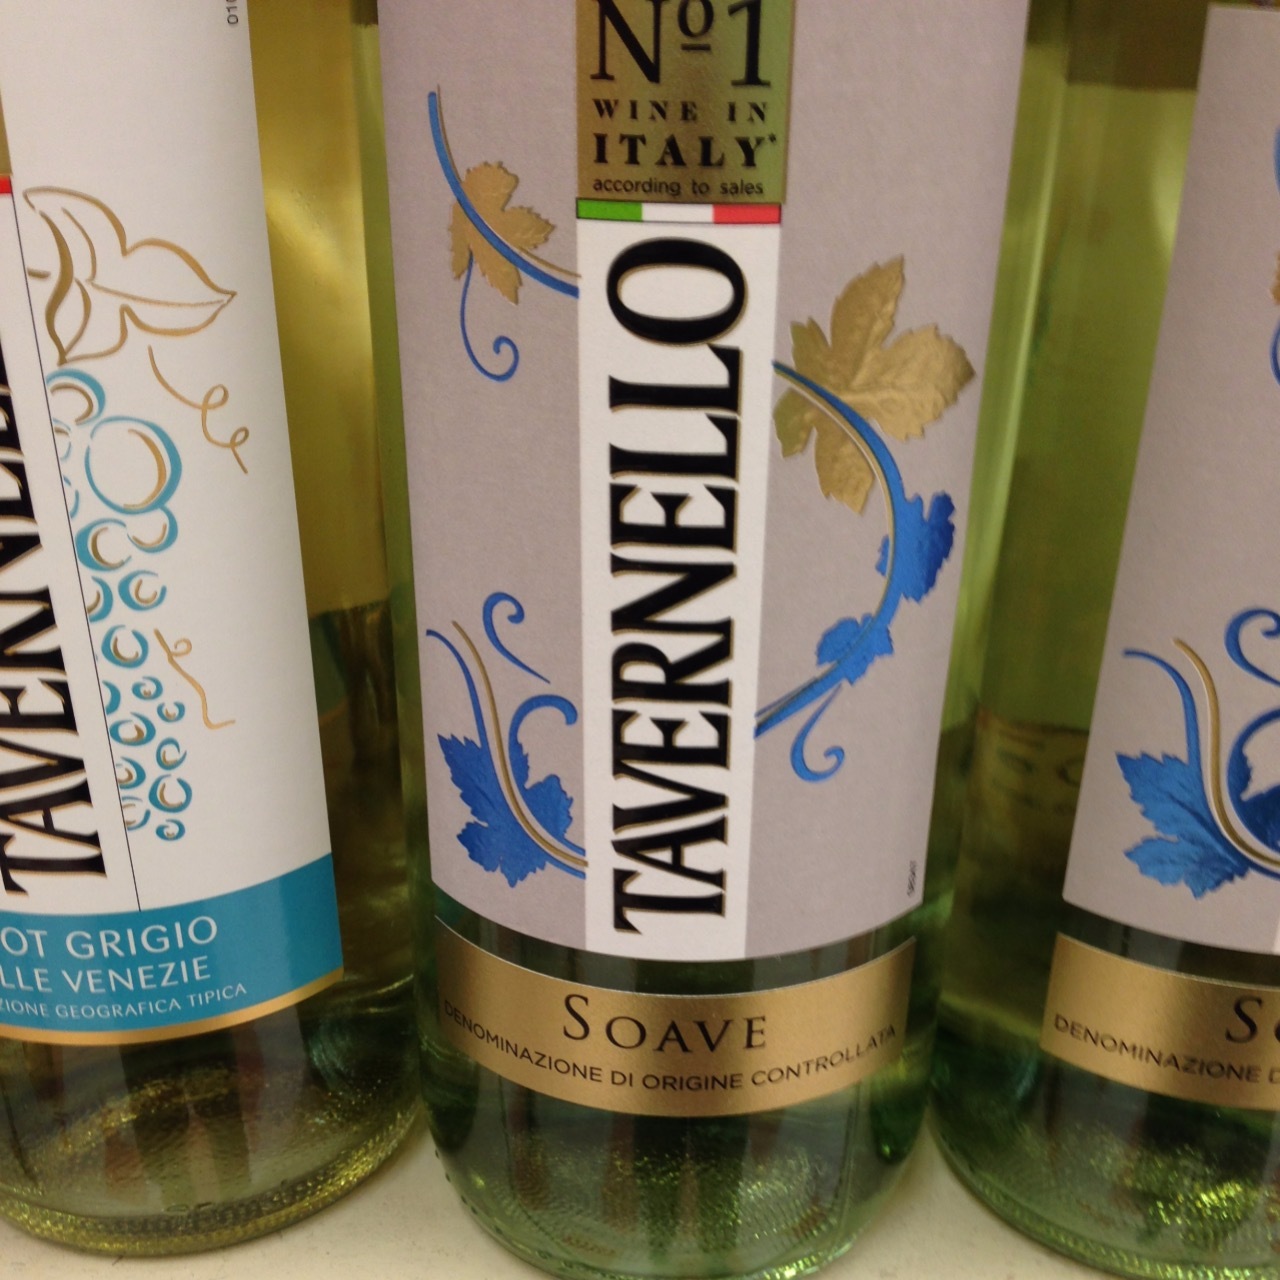 TAVERNELL
OT GRIGIO
LLE VENEZIE
ZIONE GEOGRAFICA TIPICA
Nº1
WINE IN
ITALY*
according to sales
TAVERNELLO
SOAVE
DENOMINAZIONE DI ORIGINE CONTROLLATA
S
DENOMINAZIONE D